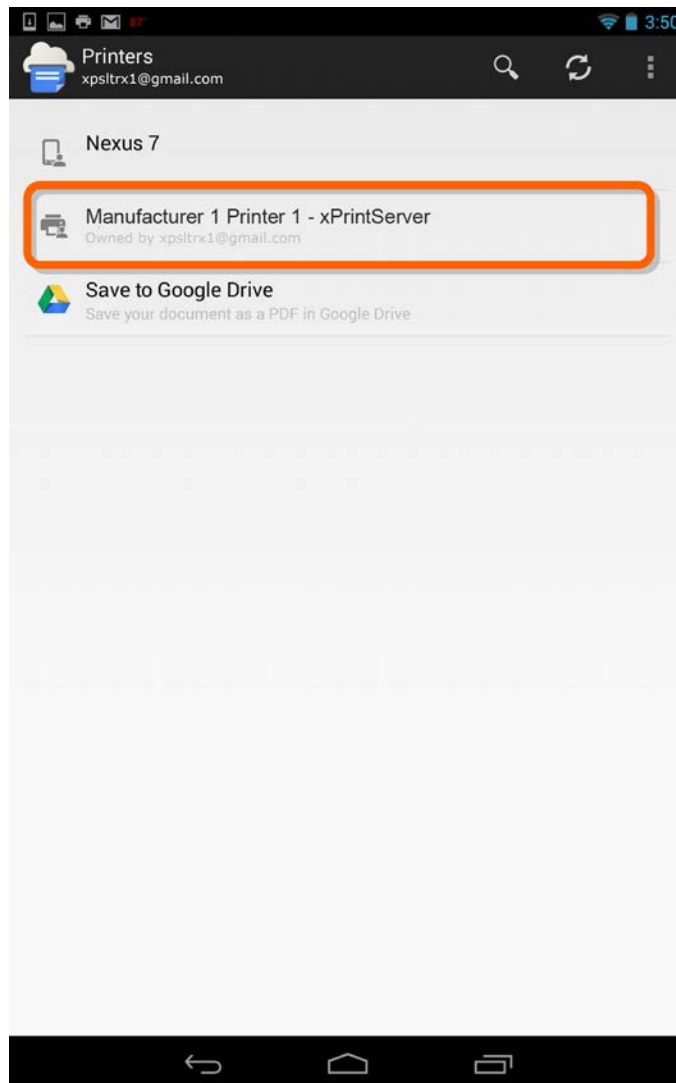 87°
3:50
Printers
xpsltrx1@gmail.com
Nexus 7
Manufacturer 1 Printer 1 - xPrintServer
Owned by xpsltrx1@gmail.com
Save to Google Drive
Save your document as a PDF in Google Drive